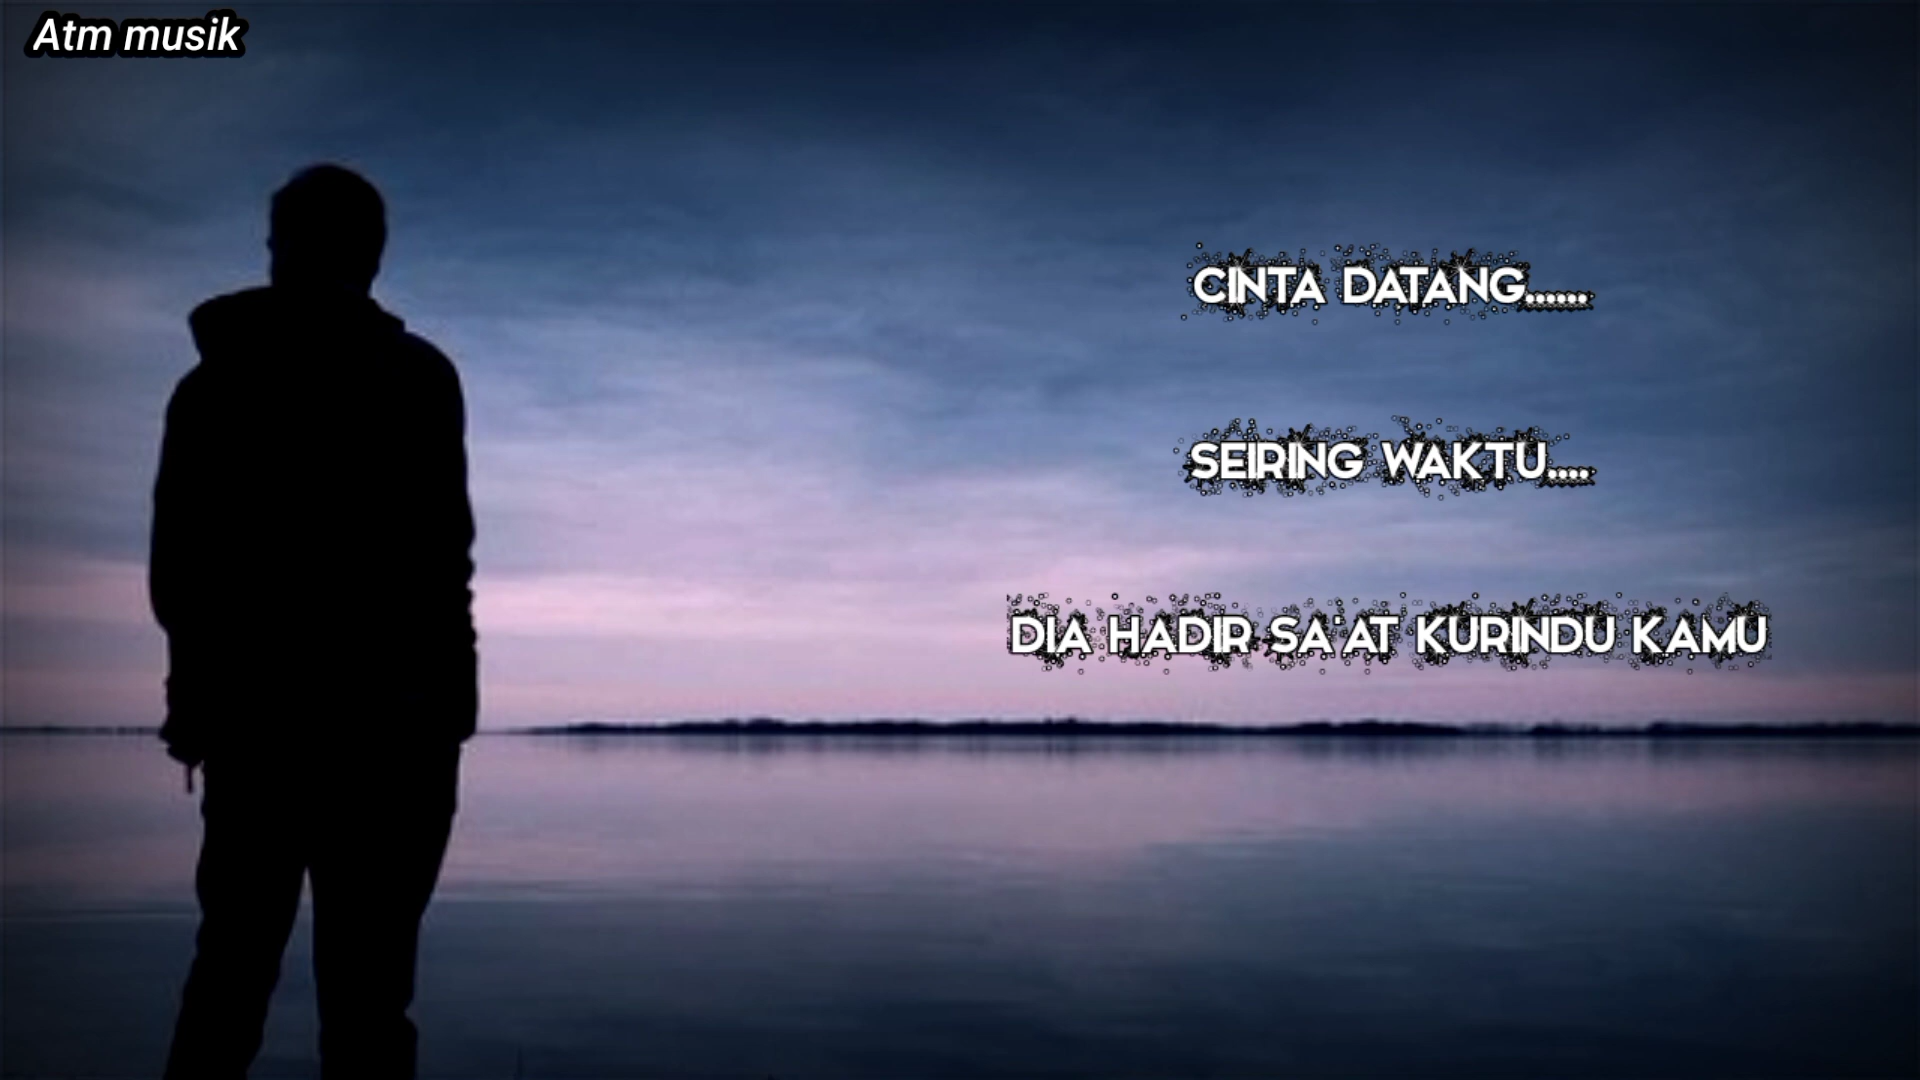 Atm musik
CINTA DATANG......
SEIRING WAKTU....
DIA HADIR SA'AT KURINDU KAMU